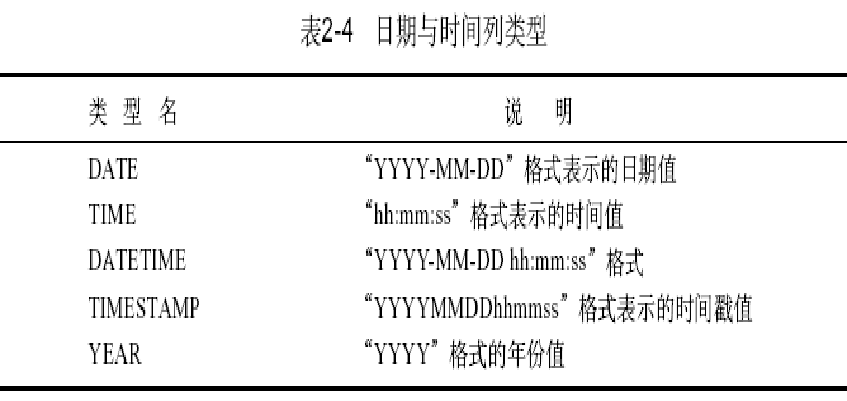 表2-4 日期与时间列类型
类 型 名 说 明
DATE “YYYY-MM-DD”格式表示的日期值
TIME “hh:mm:ss”格式表示的时间值
DATETIME “YYYY-MM-DD hh:mm:ss”格式
TIMESTAMP “YYYYMMDDhhmmss”格式表示的时间戳值
YEAR “YYYY”格式的年份值